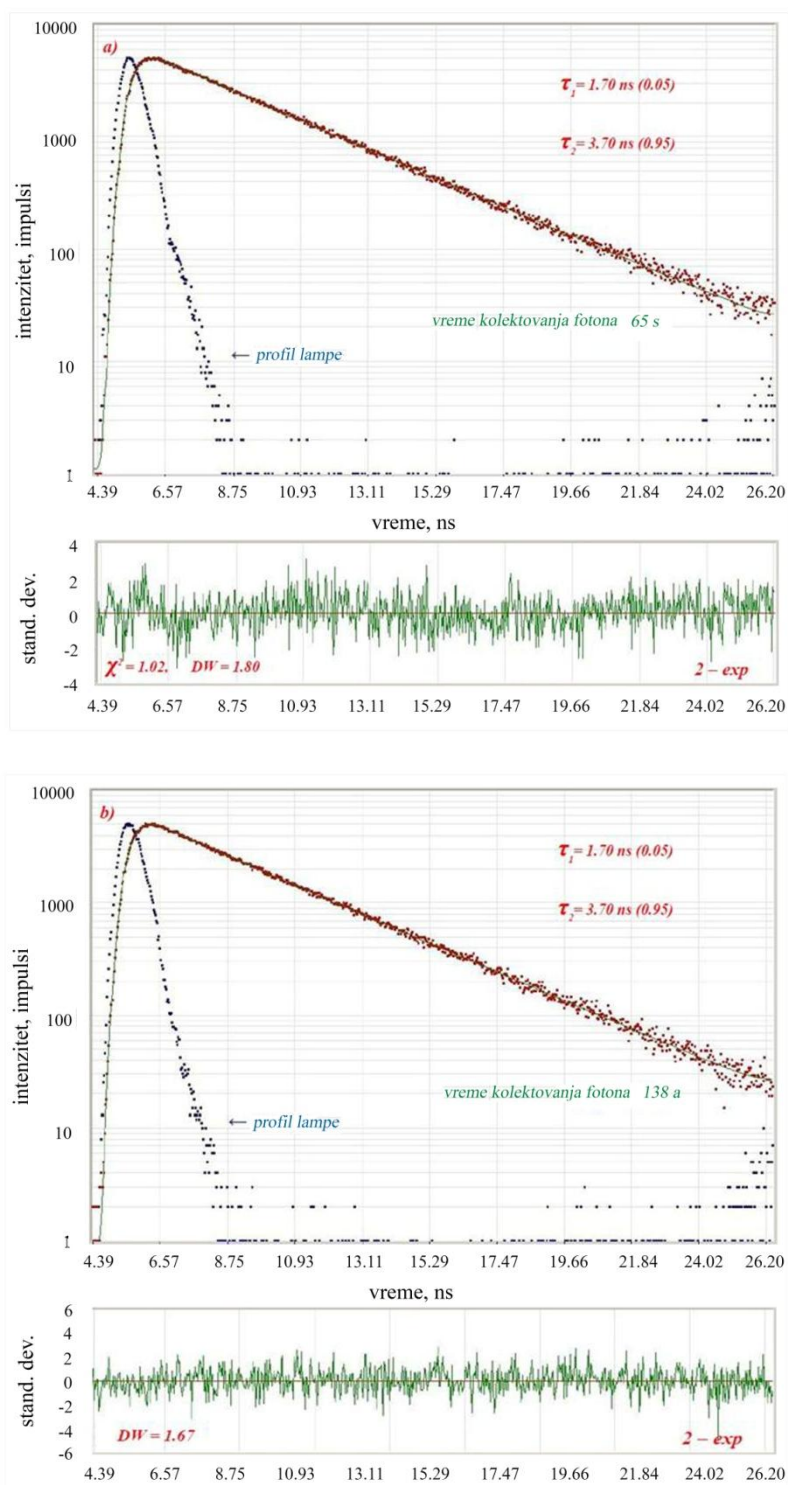 10000
a)
τ1= 1.70 ns (0.05)
1000
τ2= 3.70 ns (0.95)
intenzitet, impulsi
100
vreme kolektovanja fotona 65 s
← profil lampe
10
1
4.39 6.57 8.75 10.93 13.11 15.29 17.47 19.66 21.84 24.02 26.20
vreme, ns
4
2
0
-2
-4
stand. dev.
χ² = 1.02. DW = 1.80
2 – exp
4.39 6.57 8.75 10.93 13.11 15.29 17.47 19.66 21.84 24.02 26.20
10000
b)
τ1= 1.70 ns (0.05)
1000
τ2= 3.70 ns (0.95)
intenzitet, impulsi
100
vreme kolektovanja fotona 138 a
← profil lampe
10
1
4.39 6.57 8.75 10.93 13.11 15.29 17.47 19.66 21.84 24.02 26.20
vreme, ns
6
4
2
0
-2
-4
-6
stand. dev.
DW = 1.67
2 – exp
4.39 6.57 8.75 10.93 13.11 15.29 17.47 19.66 21.84 24.02 26.20